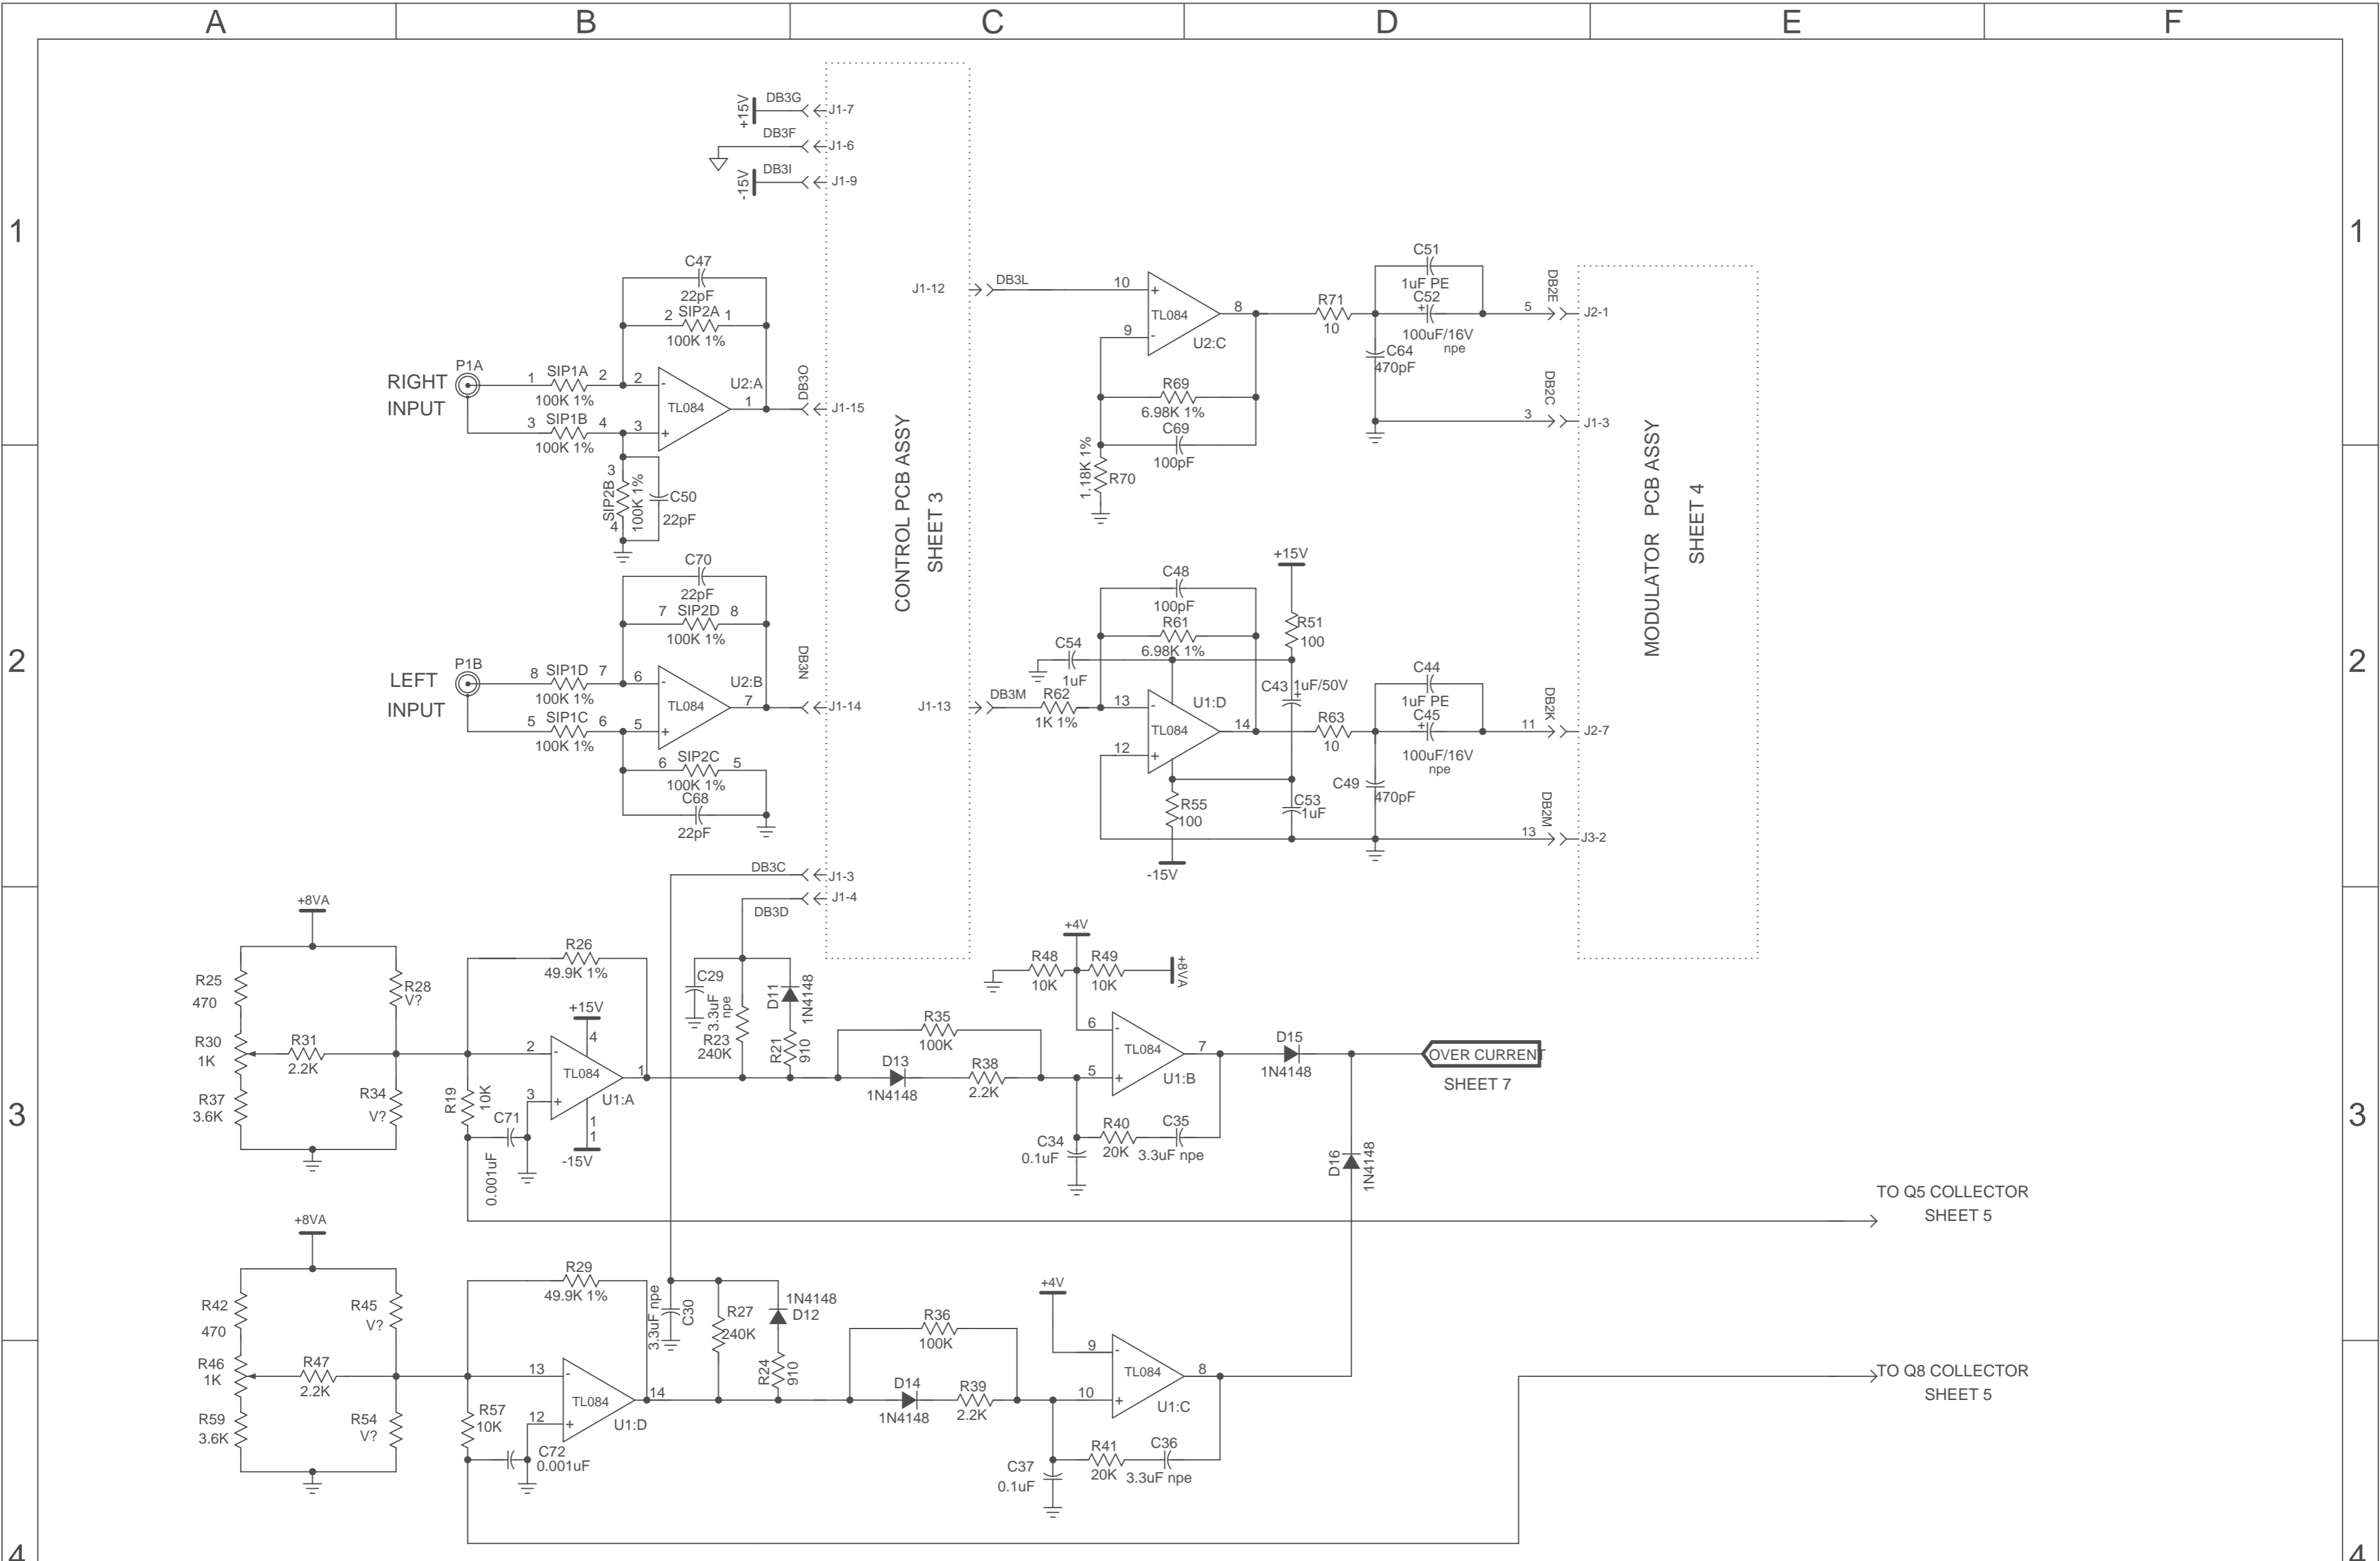 A B C D E F
1 1
2 2
3 3
4 4
+15V DB3G J1-7
DB3F J1-6
-15V DB3I J1-9
CONTROL PCB ASSY
SHEET 3
MODULATOR PCB ASSY
SHEET 4
C47
22pF
2 SIP2A 1
100K 1%
RIGHT
INPUT
P1A
1 SIP1A 2
100K 1%
3 SIP1B 4
100K 1%
2 -
3 +
TL084
U2:A
1
DB3O
J1-15
3 SIP2B 4
100K 1%
C50
22pF
C70
22pF
7 SIP2D 8
100K 1%
LEFT
INPUT
P1B
8 SIP1D 7
100K 1%
5 SIP1C 6
100K 1%
6 -
5 +
TL084
U2:B
7
DB3N
J1-14
6 SIP2C 5
100K 1%
C68
22pF
J1-12 DB3L
10 +
9 -
TL084
U2:C
8
R69
6.98K 1%
C69
100pF
1.18K 1%
R70
R71
10
C51
1uF PE
C52
+
100uF/16V
npe
C64
470pF
5 DB2E J2-1
3 DB2C J1-3
C48
100pF
R61
6.98K 1%
C54
1uF
+15V
R51
100
C43 1uF/50V
+
J1-13 DB3M
R62
1K 1%
13 -
12 +
TL084
U1:D
14
R63
10
C44
1uF PE
C45
+
100uF/16V
npe
C49
470pF
R55
100
C53
1uF
-15V
11 DB2K J2-7
13 DB2M J3-2
DB3C J1-3
DB3D J1-4
+8VA
R25
470
R28
V?
R30
1K
R31
2.2K
R37
3.6K
R34
V?
R26
49.9K 1%
+15V
4
2 -
3 +
TL084
U1:A
1
1
1
-15V
R19
10K
C71
0.001uF
C29
3.3uF
npe
R23
240K
D11
1N4148
R21
910
R35
100K
D13
1N4148
R38
2.2K
+4V
R48
10K
R49
10K
+8VA
6 -
5 +
TL084
U1:B
7
C34
0.1uF
R40
20K
C35
3.3uF npe
D15
1N4148
OVER CURRENT
SHEET 7
D16
1N4148
TO Q5 COLLECTOR
SHEET 5
+8VA
R42
470
R45
V?
R46
1K
R47
2.2K
R59
3.6K
R54
V?
R29
49.9K 1%
13 -
12 +
TL084
U1:D
14
R57
10K
C72
0.001uF
3.3uF npe
C30
R27
240K
1N4148
D12
R24
910
R36
100K
D14
1N4148
R39
2.2K
+4V
9 -
10 +
TL084
U1:C
8
C37
0.1uF
R41
20K
C36
3.3uF npe
TO Q8 COLLECTOR
SHEET 5